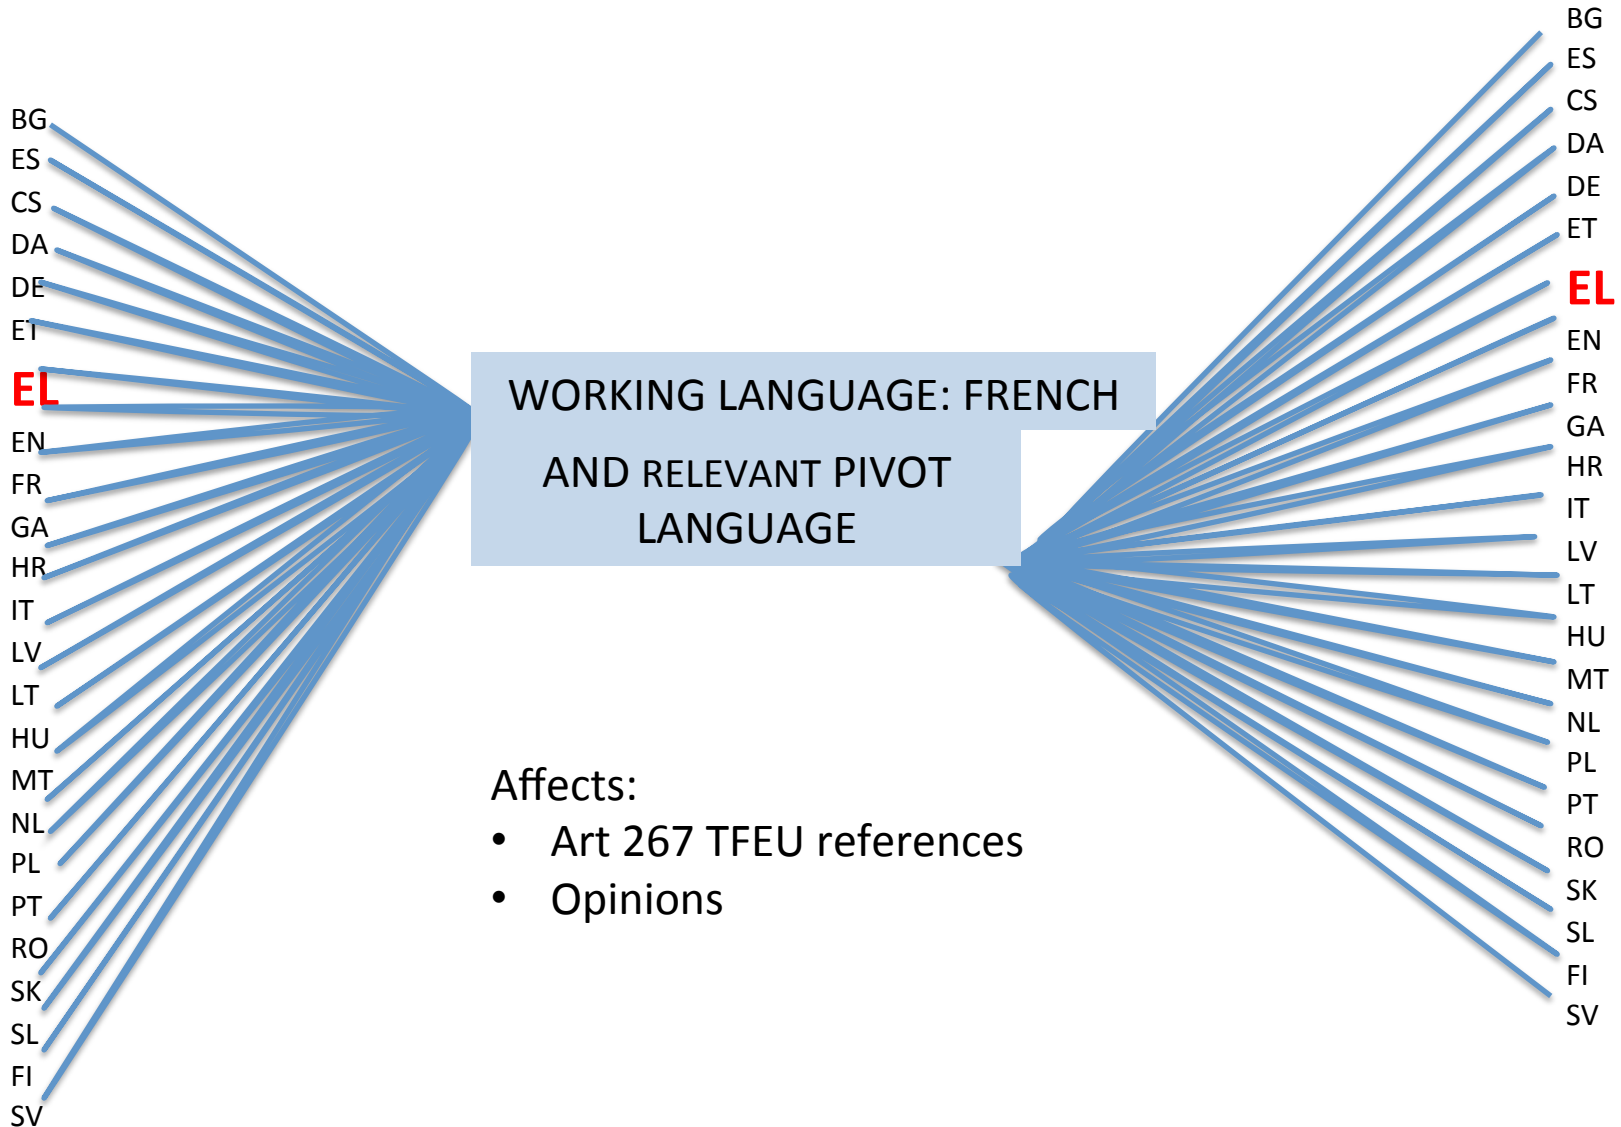 BG
ES
CS
DA
DE
ET
EL
EN
FR
GA
HR
IT
LV
LT
HU
MT
NL
PL
PT
RO
SK
SL
FI
SV
WORKING LANGUAGE: FRENCH
AND RELEVANT PIVOT
LANGUAGE
Affects:
• Art 267 TFEU references
• Opinions
BG
ES
CS
DA
DE
ET
EL
EN
FR
GA
HR
IT
LV
LT
HU
MT
NL
PL
PT
RO
SK
SL
FI
SV